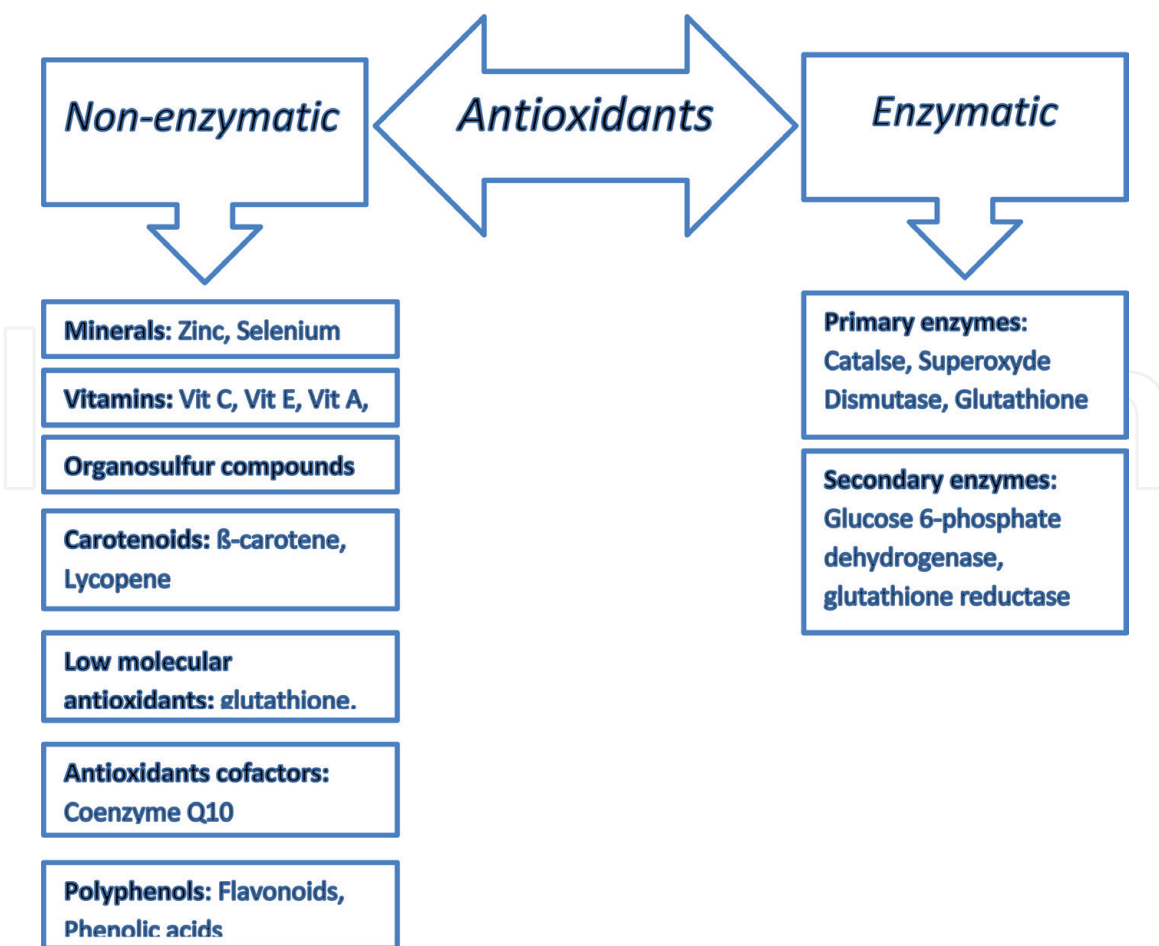 Non-enzymatic
Antioxidants
Enzymatic
Minerals: Zinc, Selenium
Vitamins: Vit C, Vit E, Vit A,
Organosulfur compounds
Carotenoids: ß-carotene,
Lycopene
Low molecular
antioxidants: glutathione,
Antioxidants cofactors:
Coenzyme Q10
Polyphenols: Flavonoids,
Phenolic acids
Primary enzymes:
Catalse, Superoxyde
Dismutase, Glutathione
Secondary enzymes:
Glucose 6-phosphate
dehydrogenase,
glutathione reductase